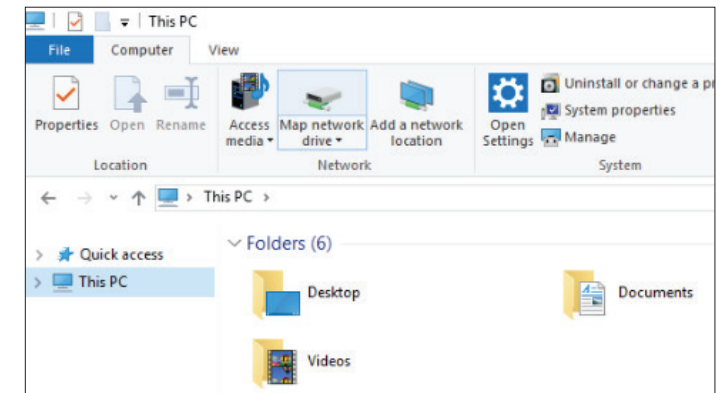 This PC
File Computer View
Properties Open Rename
Access media
Map network drive
Add a network location
Open Settings
Uninstall or change a pr
System properties
Manage
Location Network System
This PC
Quick access
This PC
Folders (6)
Desktop
Documents
Videos